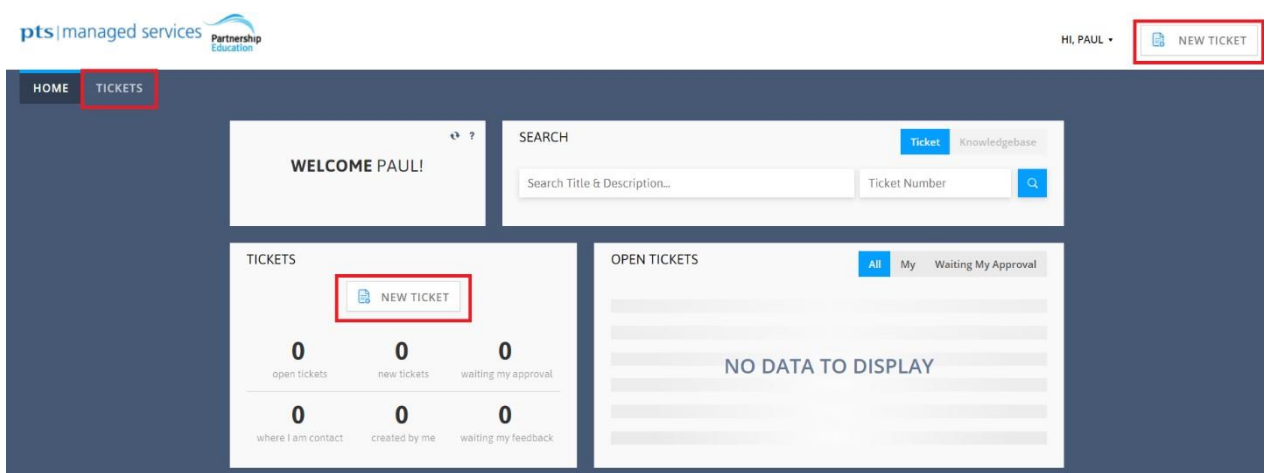 pts|managed services
Partnership
Education
HI, PAUL
NEW TICKET
HOME TICKETS
WELCOME PAUL!
?
SEARCH
Ticket Knowledgebase
Search Title & Description...
Ticket Number
TICKETS
NEW TICKET
0 0 0
open tickets new tickets waiting my approval
0 0 0
where I am contact created by me waiting my feedback
OPEN TICKETS
All My Waiting My Approval
NO DATA TO DISPLAY